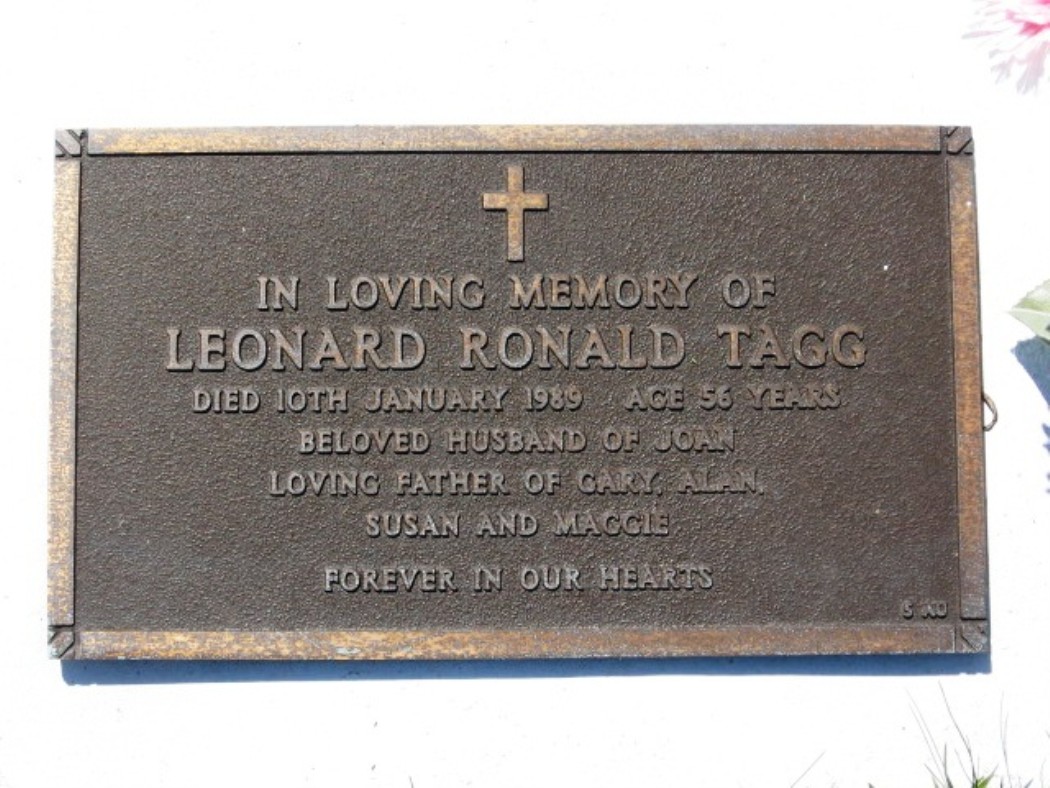 IN LOVING MEMORY OF
LEONARD RONALD TAGG
DIED 10TH JANUARY 1989 AGE 56 YEARS
BELOVED HUSBAND OF JOAN
LOVING FATHER OF GARY, ALAN,
SUSAN AND MAGGIE
FOREVER IN OUR HEARTS
S AU